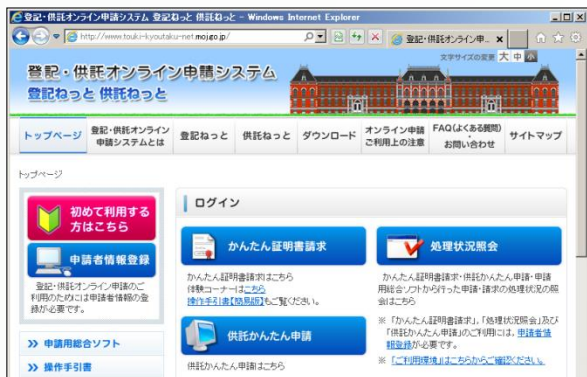 登記・供託オンライン申請システム 登記ねっと 供託ねっと - Windows Internet Explorer
http://www.touki-kyoutaku-net.moj.go.jp/
登記・供託オンライン申...
文字サイズの変更 大 中 小
登記・供託オンライン申請システム
登記ねっと 供託ねっと
トップページ
登記・供託オンライン
申請システムとは
登記ねっと
供託ねっと
ダウンロード
オンライン申請
ご利用上の注意
FAQ(よくある質問)
・
お問い合わせ
サイトマップ
トップページ
初めて利用する
方はこちら
申請者情報登録
登記・供託オンライン申請のご
利用のためには申請者情報の登
録が必要です。
申請用総合ソフト
操作手引書
ログイン
かんたん証明書請求
かんたん証明書請求はこちら
体験コーナーはこちら
操作手引書【簡易版】もご覧ください。
供託かんたん申請
供託かんたん申請はこちら
処理状況照会
かんたん証明書請求・供託かんたん申請・申請
用総合ソフトから行った申請・請求の処理状況の照
会はこちら
※ 「かんたん証明書請求」、「処理状況照会」及び
「供託かんたん申請」のご利用には、申請者情
報登録が必要です。
※ 「ご利用環境」はこちらからご確認ください。